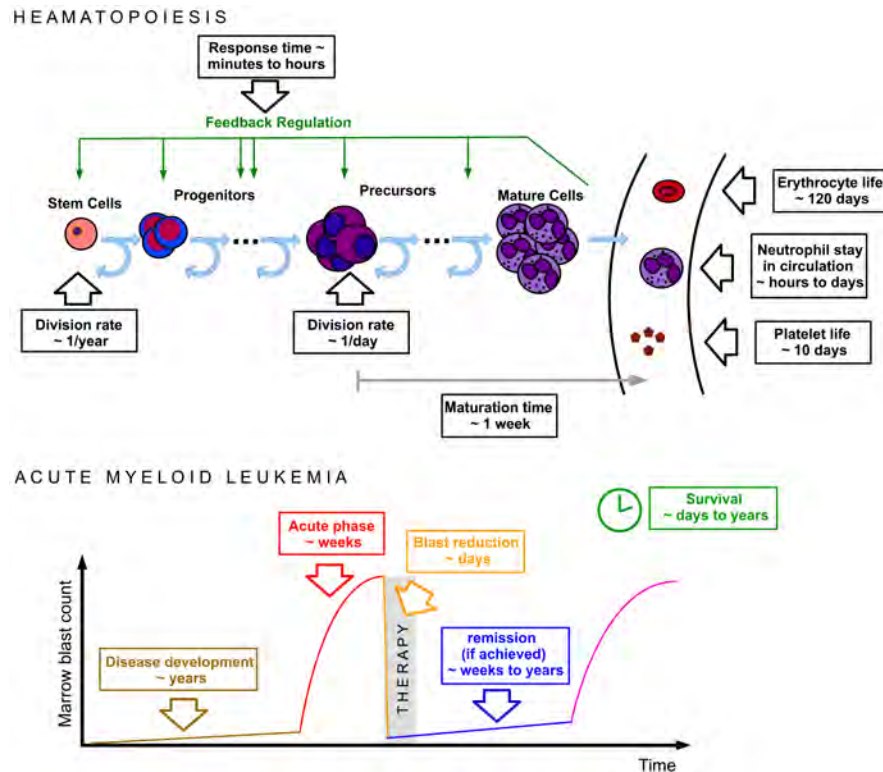 HEAMATOPOIESIS
Response time ~
minutes to hours
Feedback Regulation
Stem Cells
Progenitors
Precursors
Mature Cells
Erythrocyte life
~ 120 days
Neutrophil stay
in circulation
~ hours to days
Platelet life
~ 10 days
Division rate
~ 1/year
Division rate
~ 1/day
Maturation time
~ 1 week
ACUTE MYELOID LEUKEMIA
Survival
~ days to years
Acute phase
~ weeks
Blast reduction
~ days
Disease development
~ years
remission
(if achieved)
~ weeks to years
THERAPY
Marrow blast count
Time